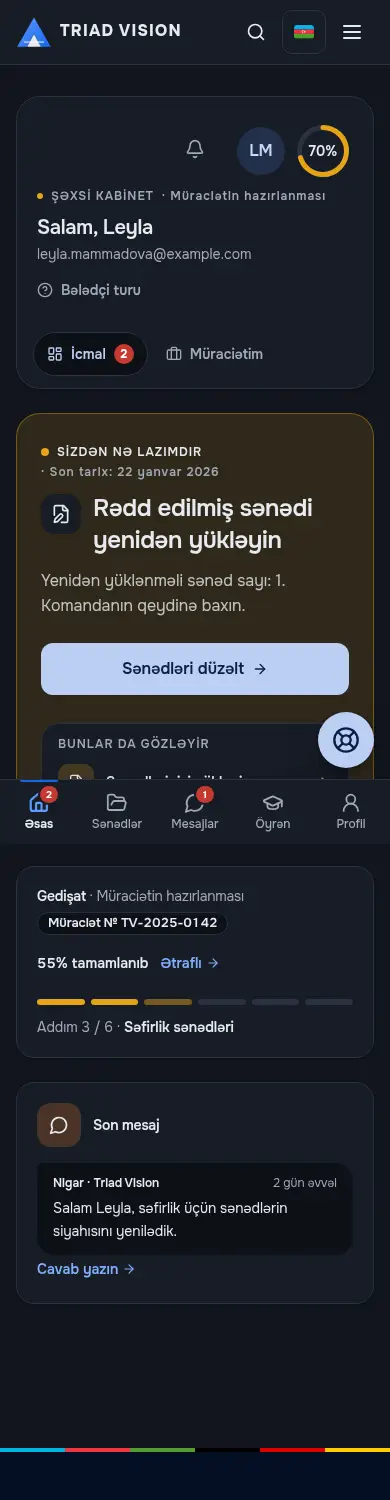 TRIAD VISION
LM
70%
ŞƏXSİ KABİNET · Müraciətin hazırlanması
Salam, Leyla
leyla.mammadova@example.com
Bələdçi turu
İcmal 2
Müraciətim
SİZDƏN NƏ LAZIMDIR
· Son tarix: 22 yanvar 2026
Rədd edilmiş sənədi
yenidən yükləyin
Yenidən yüklənməli sənəd sayı: 1.
Komandanın qeydinə baxın.
Sənədləri düzəlt →
BUNLAR DA GÖZLƏYİR
2
1
Əsas
Sənədlər
Mesajlar
Öyrən
Profil
Gedişat · Müraciətin hazırlanması
Müraciət № TV-2025-0142
55% tamamlanıb Ətraflı →
Addım 3 / 6 · Səfirlik sənədləri
Son mesaj
Nigar · Triad Vision
2 gün əvvəl
Salam Leyla, səfirlik üçün sənədlərin
siyahısını yenilədik.
Cavab yazın →